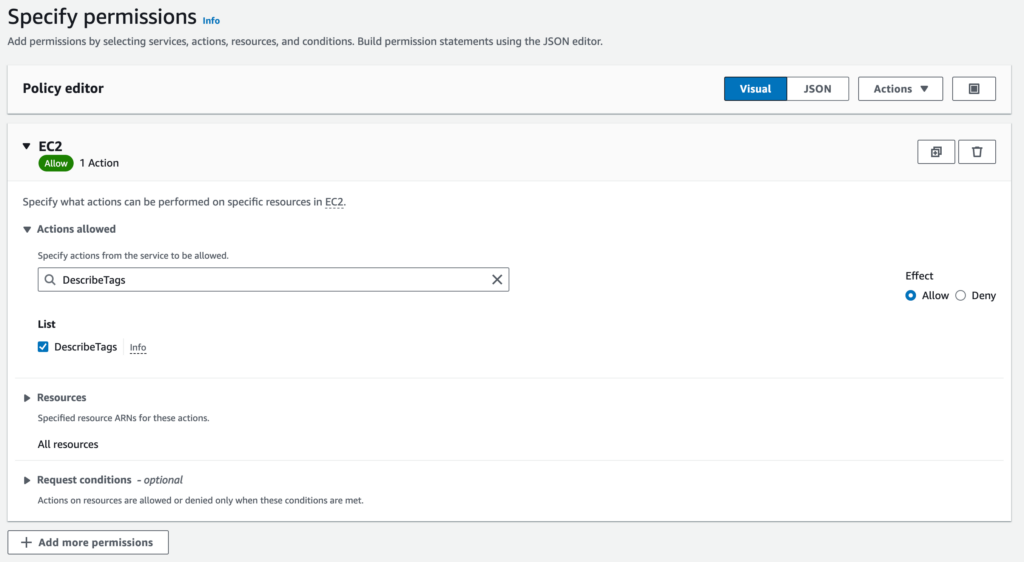 Specify permissions Info
Add permissions by selecting services, actions, resources, and conditions. Build permission statements using the JSON editor.
Policy editor
Visual JSON Actions
EC2
Allow 1 Action
Specify what actions can be performed on specific resources in EC2.
Actions allowed
Specify actions from the service to be allowed.
DescribeTags
Effect
Allow Deny
List
DescribeTags Info
Resources
Specified resource ARNs for these actions.
All resources
Request conditions - optional
Actions on resources are allowed or denied only when these conditions are met.
+ Add more permissions